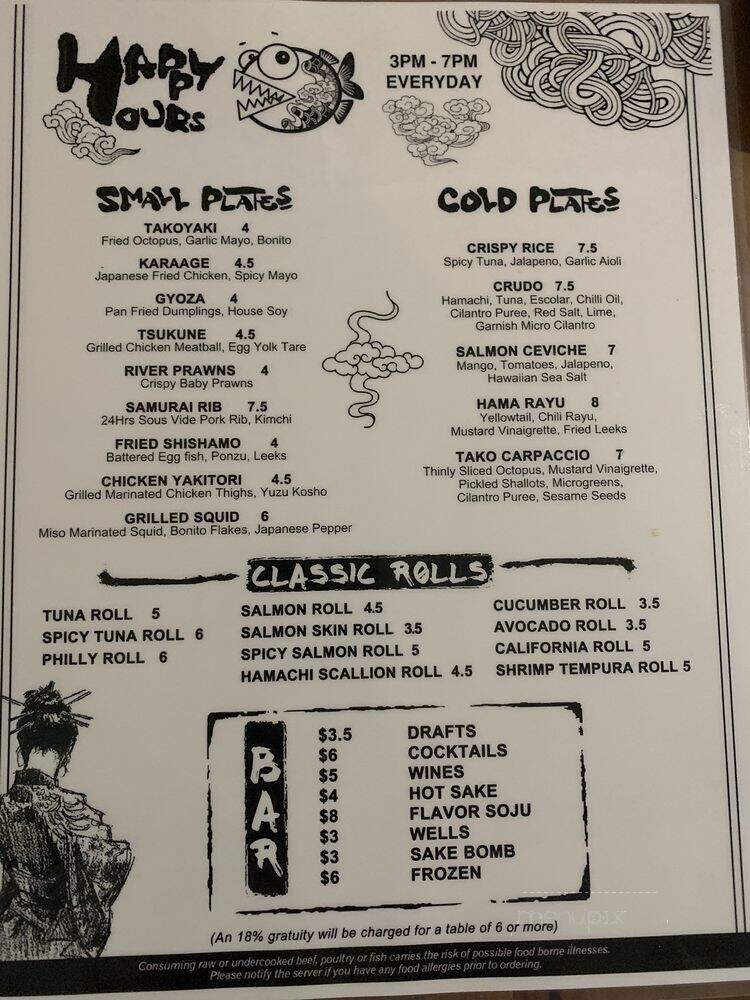 HAPPY HOURS
3PM - 7PM
EVERYDAY
SMALL PLATES
TAKOYAKI 4
Fried Octopus, Garlic Mayo, Bonito
KARAAGE 4.5
Japanese Fried Chicken, Spicy Mayo
GYOZA 4
Pan Fried Dumplings, House Soy
TSUKUNE 4.5
Grilled Chicken Meatball, Egg Yolk Tare
RIVER PRAWNS 4
Crispy Baby Prawns
SAMURAI RIB 7.5
24Hrs Sous Vide Pork Rib, Kimchi
FRIED SHISHAMO 4
Battered Egg fish, Ponzu, Leeks
CHICKEN YAKITORI 4.5
Grilled Marinated Chicken Thighs, Yuzu Kosho
GRILLED SQUID 6
Miso Marinated Squid, Bonito Flakes, Japanese Pepper
COLD PLATES
CRISPY RICE 7.5
Spicy Tuna, Jalapeno, Garlic Aioli
CRUDO 7.5
Hamachi, Tuna, Escolar, Chilli Oil,
Cilantro Puree, Red Salt, Lime,
Garnish Micro Cilantro
SALMON CEVICHE 7
Mango, Tomatoes, Jalapeno,
Hawaiian Sea Salt
HAMA RAYU 8
Yellowtail, Chili Rayu,
Mustard Vinaigrette, Fried Leeks
TAKO CARPACCIO 7
Thinly Sliced Octopus, Mustard Vinaigrette,
Pickled Shallots, Microgreens,
Cilantro Puree, Sesame Seeds
CLASSIC ROLLS
TUNA ROLL 5
SPICY TUNA ROLL 6
PHILLY ROLL 6
SALMON ROLL 4.5
SALMON SKIN ROLL 3.5
SPICY SALMON ROLL 5
HAMACHI SCALLION ROLL 4.5
CUCUMBER ROLL 3.5
AVOCADO ROLL 3.5
CALIFORNIA ROLL 5
SHRIMP TEMPURA ROLL 5
BAR
$3.5 DRAFTS
$6 COCKTAILS
$5 WINES
$4 HOT SAKE
$8 FLAVOR SOJU
$3 WELLS
$3 SAKE BOMB
$6 FROZEN
(An 18% gratuity will be charged for a table of 6 or more)
Consuming raw or undercooked beef, poultry or fish carries the risk of possible food borne illnesses.
Please notify the server if you have any food allergies prior to ordering.